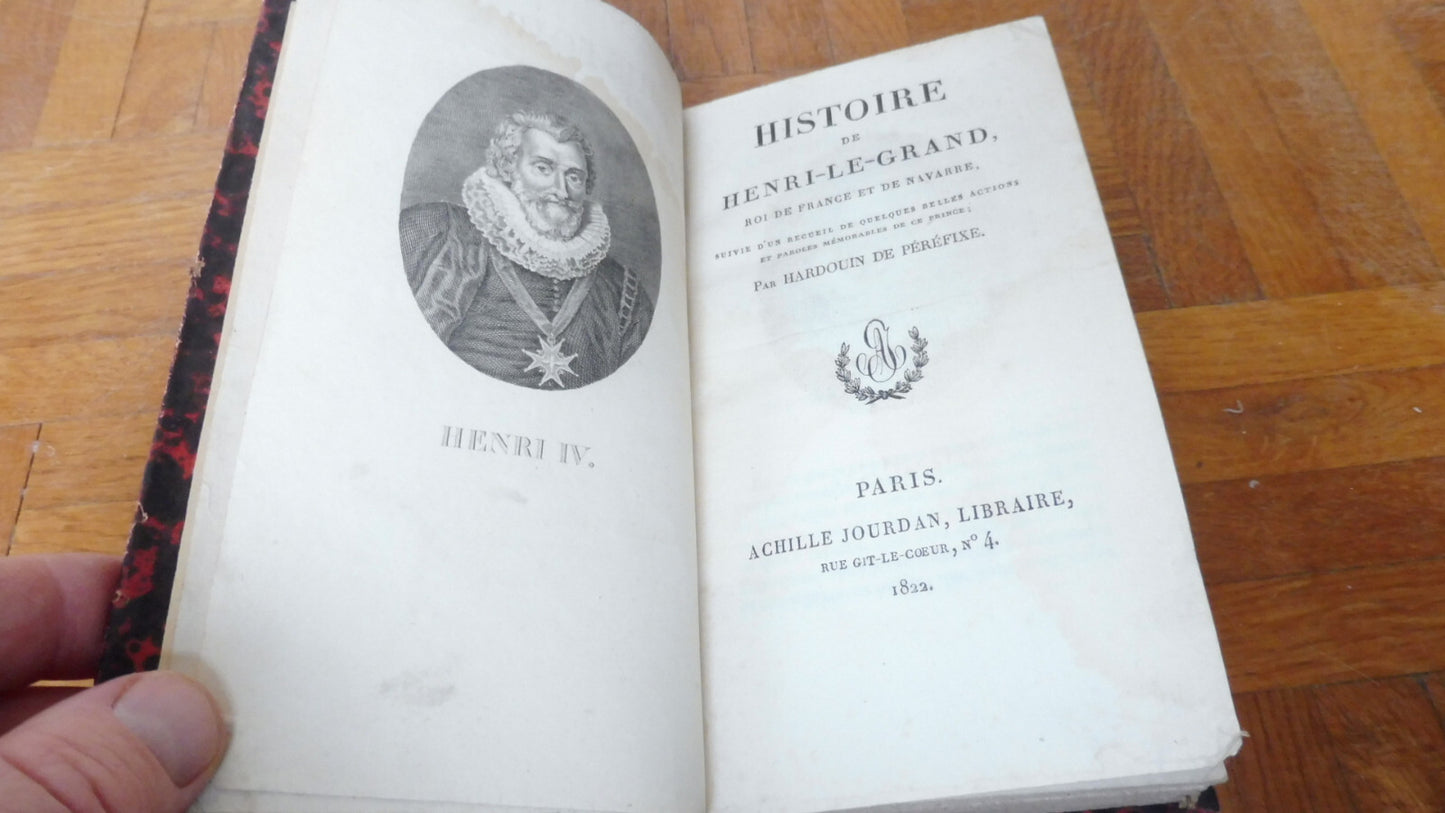 HENRI IV.
HISTOIRE
DE
HENRI-LE-GRAND,
ROI DE FRANCE ET DE NAVARRE,
SUIVIE D'UN RECUEIL DE QUELQUES BELLES ACTIONS
ET PAROLES MÉMORABLES DE CE PRINCE;
PAR HARDOUIN DE PÉRÉFIXE.
PARIS.
ACHILLE JOURDAN, LIBRAIRE,
RUE GIT-LE-COEUR, Nº 4.
1822.